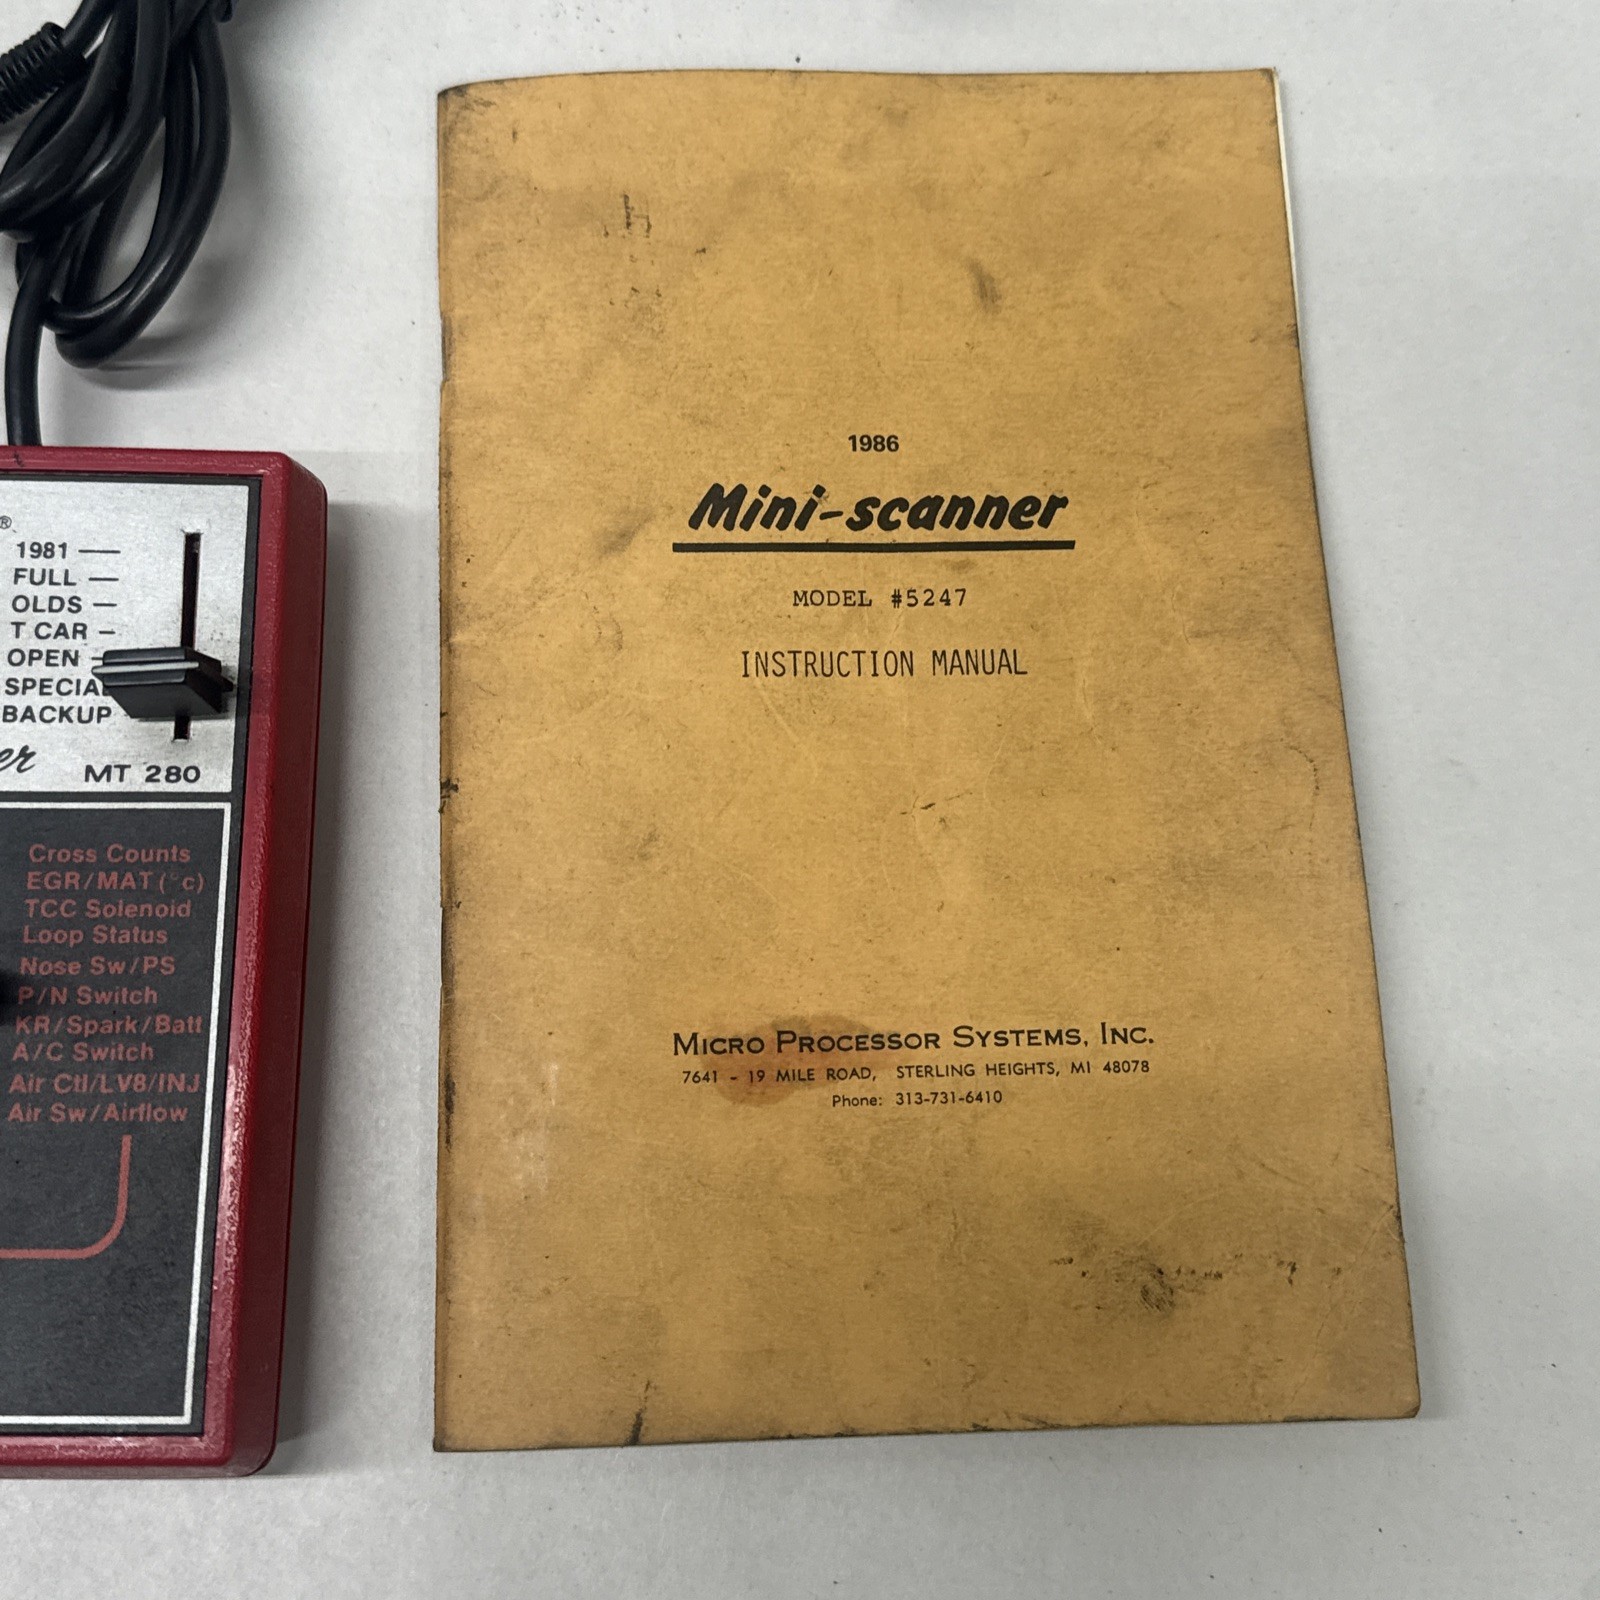 ®
1981
FULL
OLDS
T CAR
OPEN
SPECIAL
BACKUP
er
MT 280
Cross Counts
EGR/MAT (°c)
TCC Solenoid
Loop Status
Nose Sw/PS
P/N Switch
KR/Spark/Batt
A/C Switch
Air Ctl/LV8/INJ
Air Sw/Airflow
1986
Mini-scanner
MODEL #5247
INSTRUCTION MANUAL
MICRO PROCESSOR SYSTEMS, INC.
7641 - 19 MILE ROAD, STERLING HEIGHTS, MI 48078
Phone: 313-731-6410